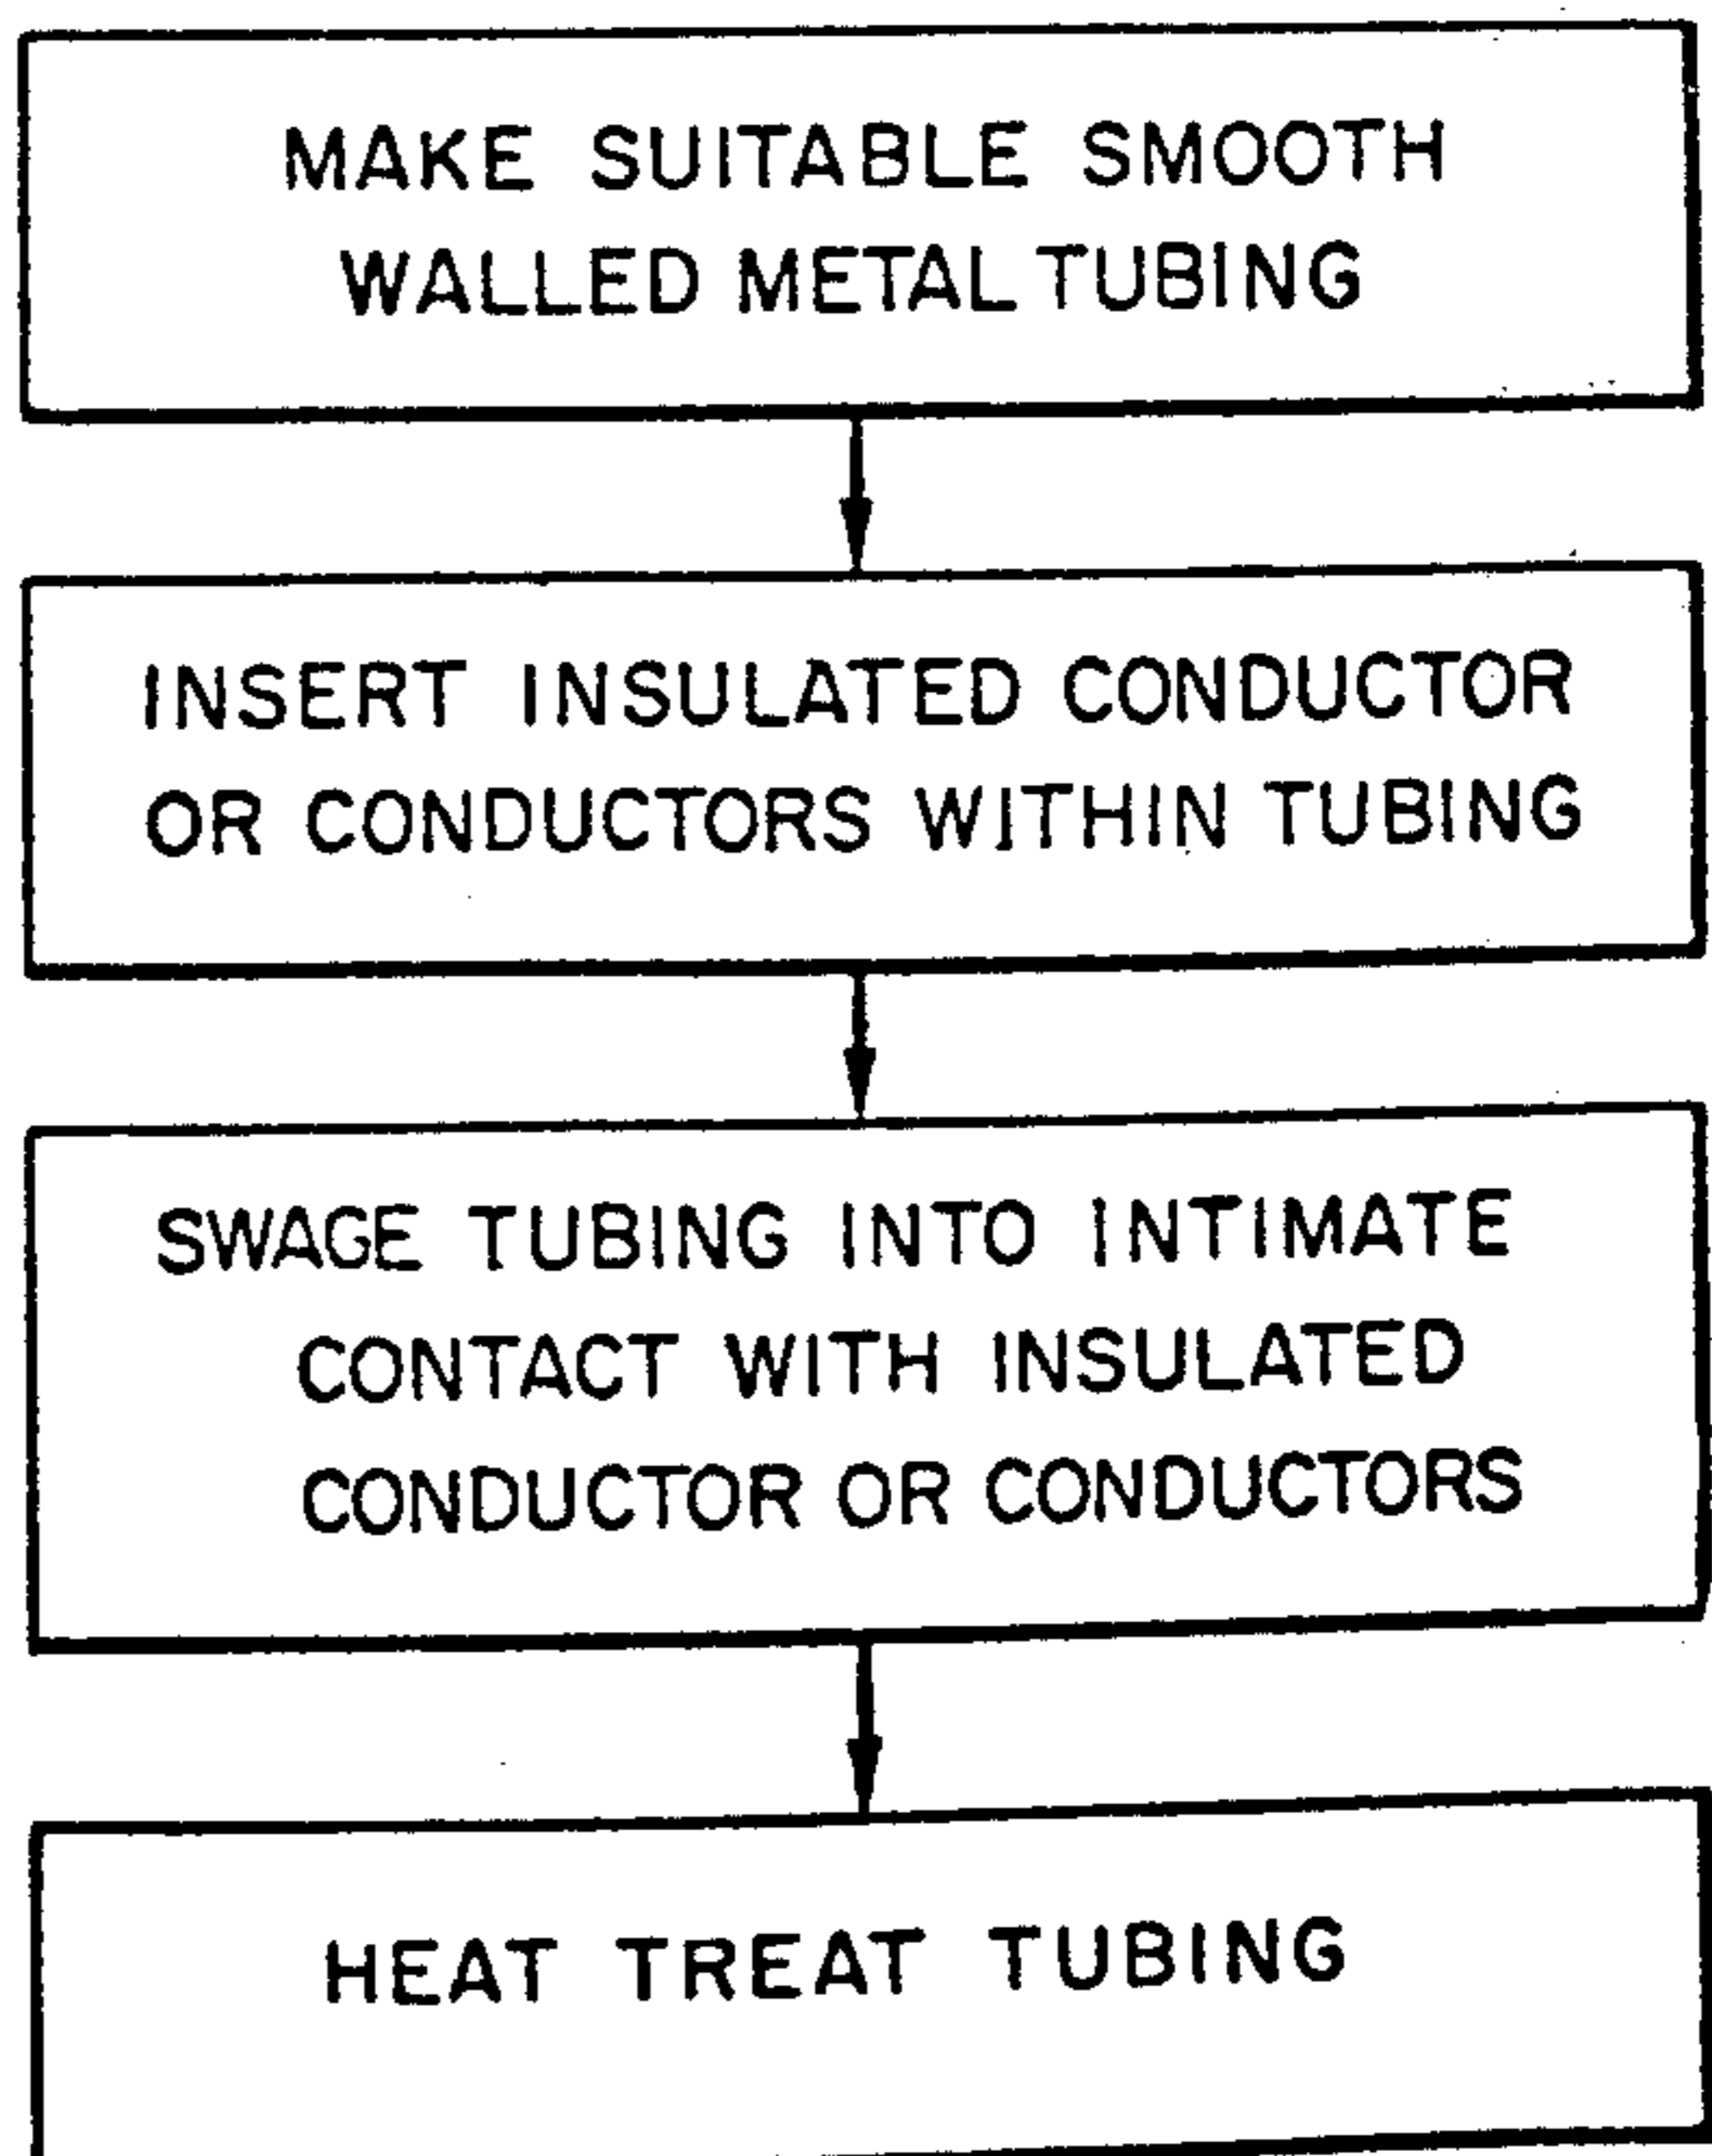 MAKE SUITABLE SMOOTH
WALLED METAL TUBING
INSERT INSULATED CONDUCTOR
OR CONDUCTORS WITHIN TUBING
SWAGE TUBING INTO INTIMATE
CONTACT WITH INSULATED
CONDUCTOR OR CONDUCTORS
HEAT TREAT TUBING